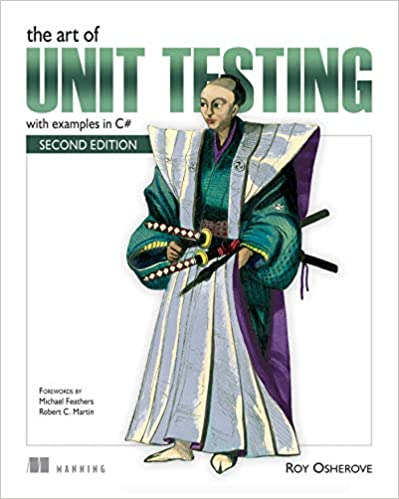 the art of
UNIT TESTING
with examples in C#
SECOND EDITION
FOREWORDS BY
Michael Feathers
Robert C. Martin
MANNING
ROY OSHEROVE